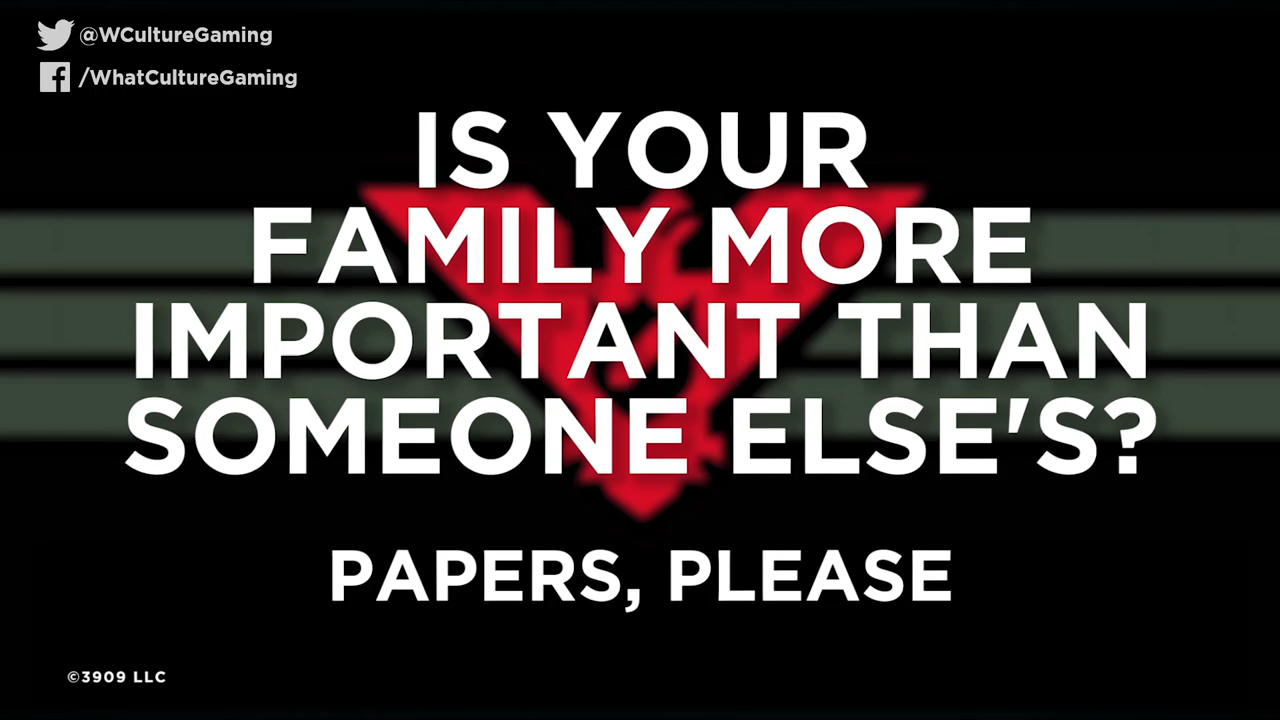 @WCultureGaming
/WhatCultureGaming
IS YOUR
FAMILY MORE
IMPORTANT THAN
SOMEONE ELSE'S?
PAPERS, PLEASE
©3909 LLC